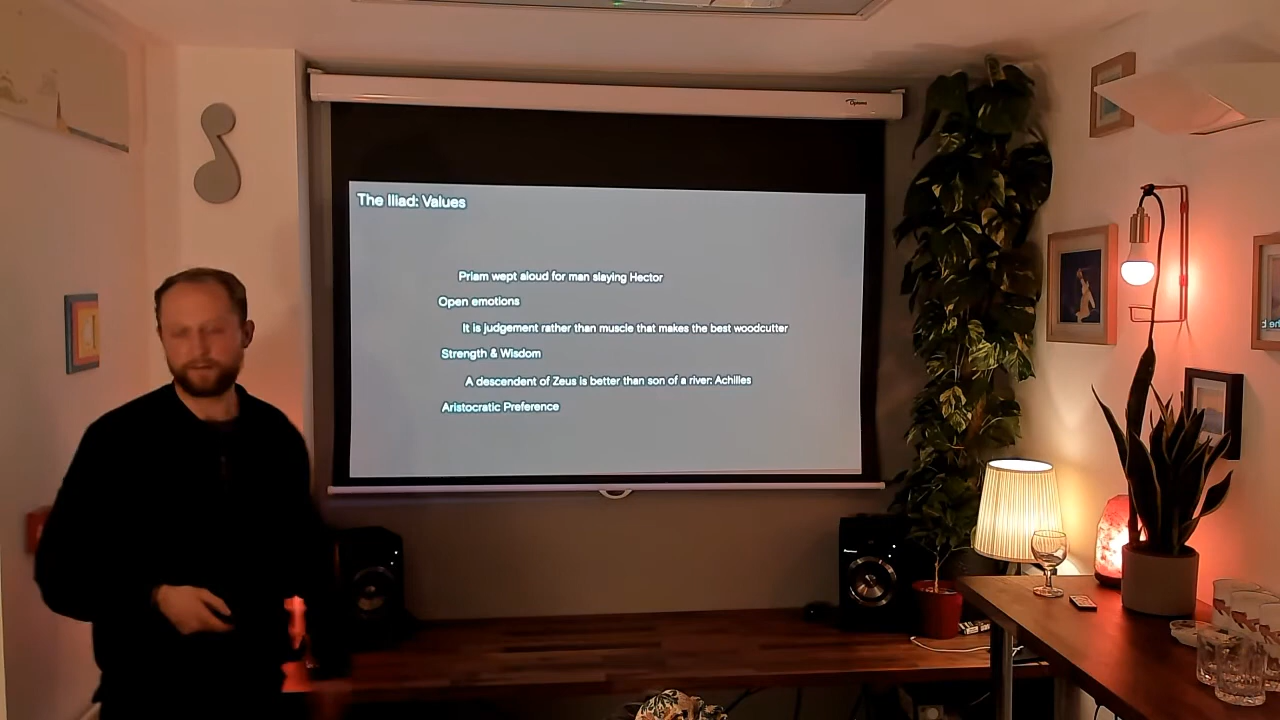 Optoma
The Iliad: Values
Priam wept aloud for man slaying Hector
Open emotions
It is judgement rather than muscle that makes the best woodcutter
Strength & Wisdom
A descendent of Zeus is better than son of a river: Achilles
Aristocratic Preference